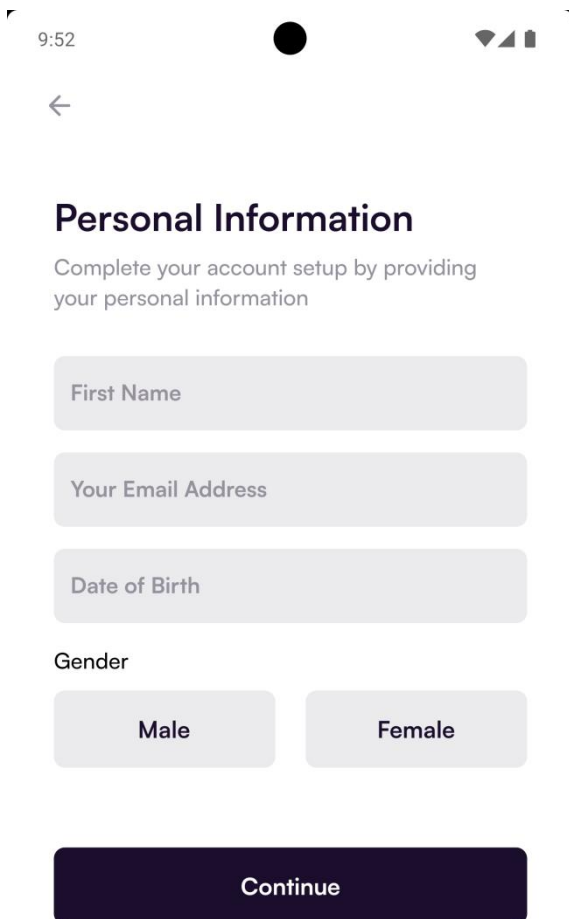 9:52
Personal Information
Complete your account setup by providing
your personal information
First Name
Your Email Address
Date of Birth
Gender
Male Female
Continue